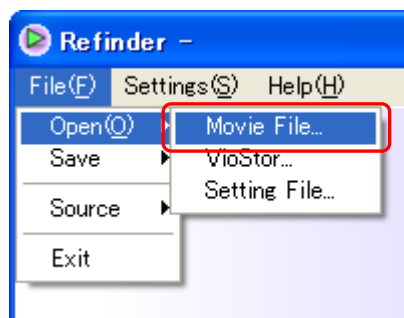 Refinder -
File(F) Settings(S) Help(H)
Open(O) Movie File...
Save VioStor...
Setting File...
Source
Exit